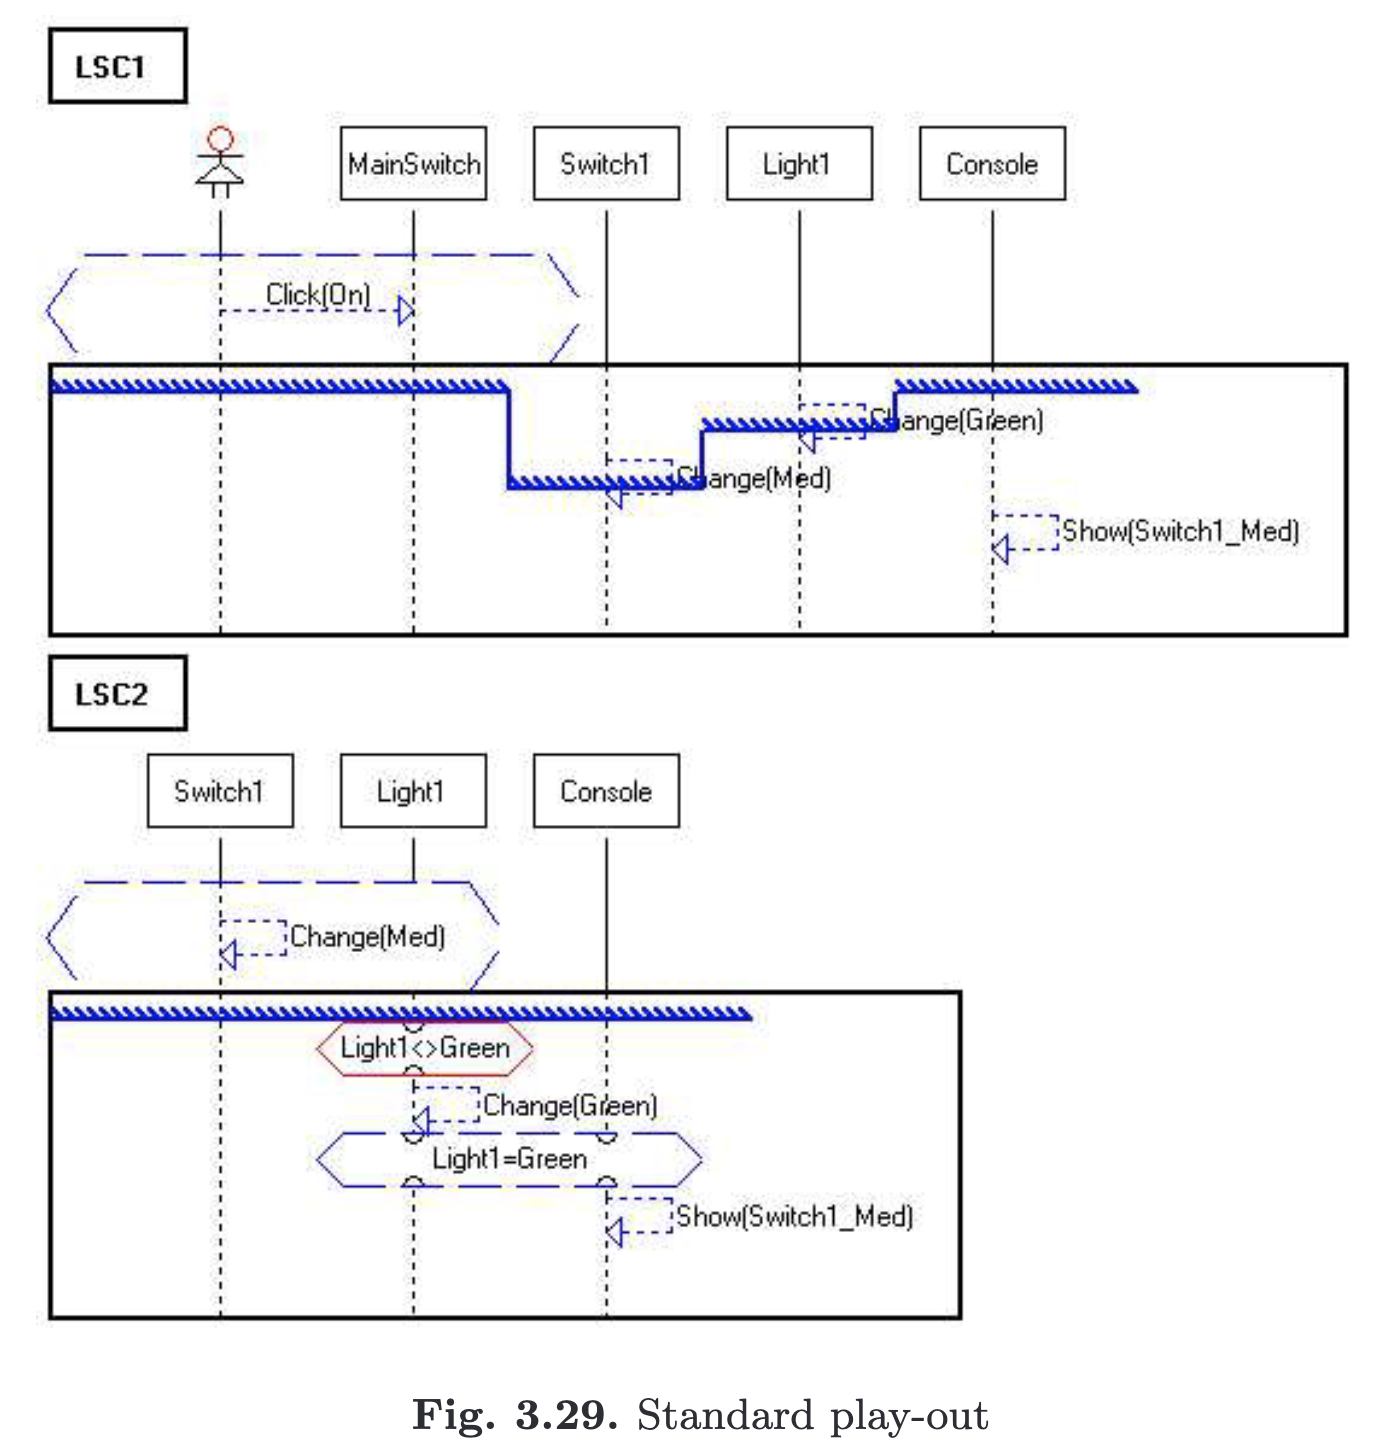 LSC1
MainSwitch Switch1 Light1 Console
Click(On)
Change(Green)
Change(Med)
Show(Switch1_Med)
LSC2
Switch1 Light1 Console
Change(Med)
Light1<>Green
Change(Green)
Light1=Green
Show(Switch1_Med)
Fig. 3.29. Standard play-out